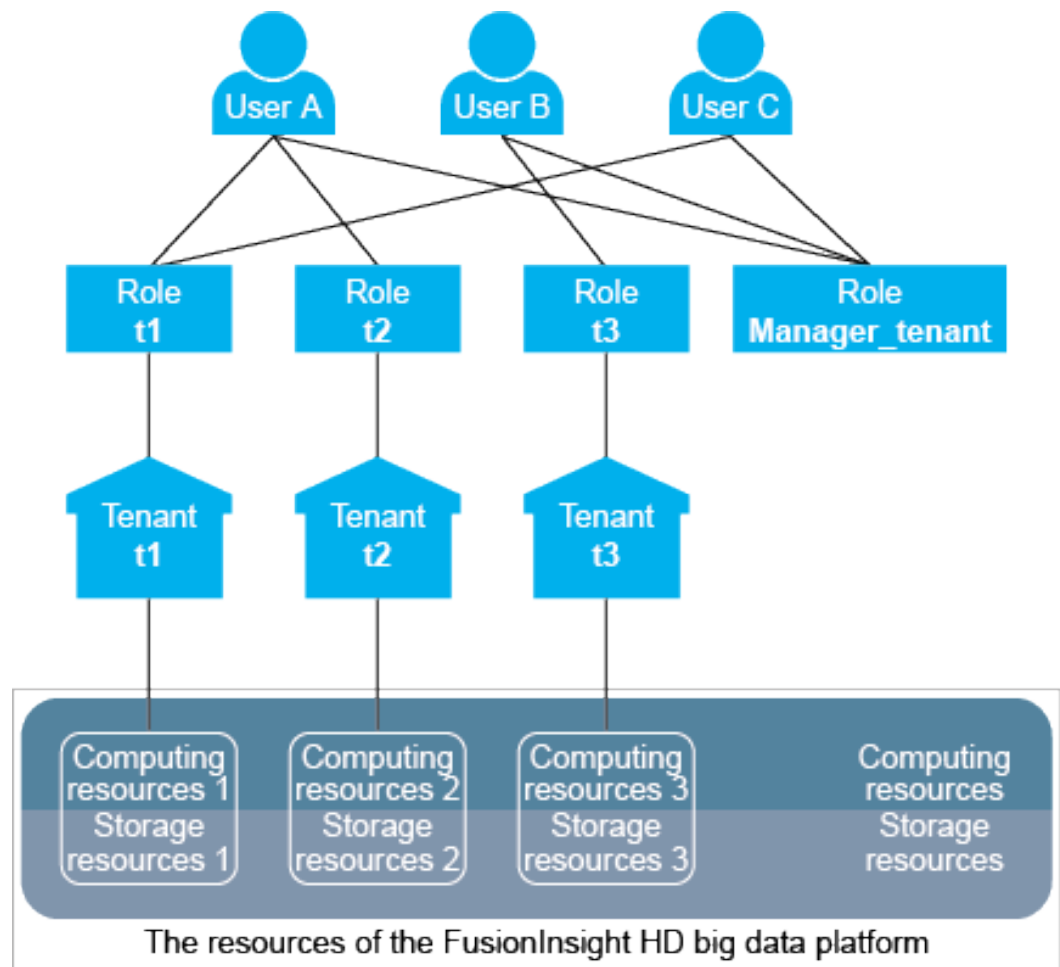 User A
User B
User C
Role
t1
Role
t2
Role
t3
Role
Manager_tenant
Tenant
t1
Tenant
t2
Tenant
t3
Computing
resources 1
Storage
resources 1
Computing
resources 2
Storage
resources 2
Computing
resources 3
Storage
resources 3
Computing
resources
Storage
resources
The resources of the FusionInsight HD big data platform